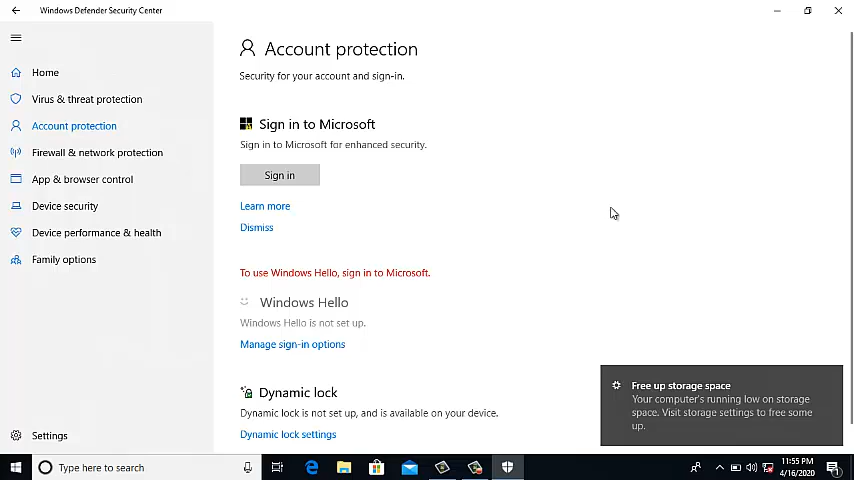 Windows Defender Security Center
Home
Virus & threat protection
Account protection
Firewall & network protection
App & browser control
Device security
Device performance & health
Family options
Settings
Account protection
Security for your account and sign-in.
Sign in to Microsoft
Sign in to Microsoft for enhanced security.
Sign in
Learn more
Dismiss
To use Windows Hello, sign in to Microsoft.
Windows Hello
Windows Hello is not set up.
Manage sign-in options
Dynamic lock
Dynamic lock is not set up, and is available on your device.
Dynamic lock settings
Free up storage space
Your computer's running low on storage
space. Visit storage settings to free some
up.
Type here to search
11:55 PM
4/16/2020
1